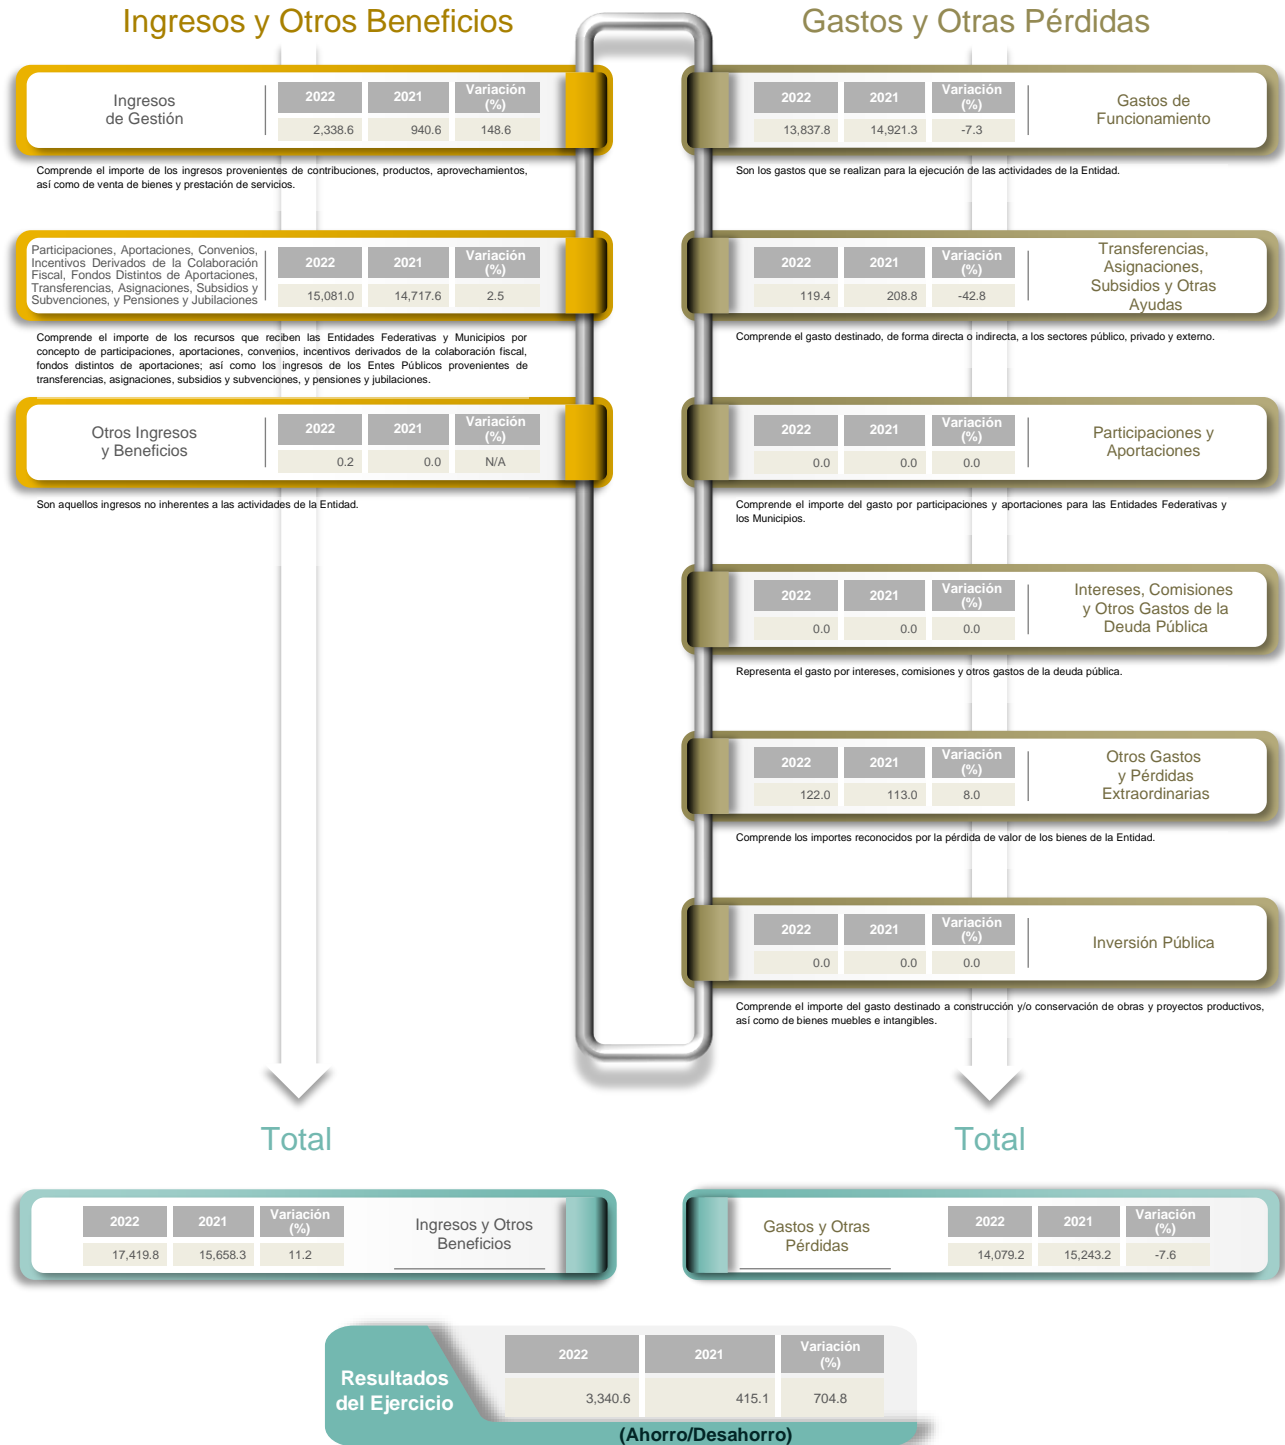 Ingresos y Otros Beneficios
Ingresos
de Gestión
2022 2021 Variación
(%)
2,338.6 940.6 148.6
Comprende el importe de los ingresos provenientes de contribuciones, productos, aprovechamientos,
así como de venta de bienes y prestación de servicios.
Participaciones, Aportaciones, Convenios,
Incentivos Derivados de la Colaboración
Fiscal, Fondos Distintos de Aportaciones,
Transferencias, Asignaciones, Subsidios y
Subvenciones, y Pensiones y Jubilaciones
2022 2021 Variación
(%)
15,081.0 14,717.6 2.5
Comprende el importe de los recursos que reciben las Entidades Federativas y Municipios por
concepto de participaciones, aportaciones, convenios, incentivos derivados de la colaboración fiscal,
fondos distintos de aportaciones; así como los ingresos de los Entes Públicos provenientes de
transferencias, asignaciones, subsidios y subvenciones, y pensiones y jubilaciones.
Otros Ingresos
y Beneficios
2022 2021 Variación
(%)
0.2 0.0 N/A
Son aquellos ingresos no inherentes a las actividades de la Entidad.
Gastos y Otras Pérdidas
2022 2021 Variación
(%)
13,837.8 14,921.3 -7.3
Gastos de
Funcionamiento
Son los gastos que se realizan para la ejecución de las actividades de la Entidad.
2022 2021 Variación
(%)
119.4 208.8 -42.8
Transferencias,
Asignaciones,
Subsidios y Otras
Ayudas
Comprende el gasto destinado, de forma directa o indirecta, a los sectores público, privado y externo.
2022 2021 Variación
(%)
0.0 0.0 0.0
Participaciones y
Aportaciones
Comprende el importe del gasto por participaciones y aportaciones para las Entidades Federativas y
los Municipios.
2022 2021 Variación
(%)
0.0 0.0 0.0
Intereses, Comisiones
y Otros Gastos de la
Deuda Pública
Representa el gasto por intereses, comisiones y otros gastos de la deuda pública.
2022 2021 Variación
(%)
122.0 113.0 8.0
Otros Gastos
y Pérdidas
Extraordinarias
Comprende los importes reconocidos por la pérdida de valor de los bienes de la Entidad.
2022 2021 Variación
(%)
0.0 0.0 0.0
Inversión Pública
Comprende el importe del gasto destinado a construcción y/o conservación de obras y proyectos productivos,
así como de bienes muebles e intangibles.
Total
2022 2021 Variación
(%)
17,419.8 15,658.3 11.2
Ingresos y Otros
Beneficios
Total
Gastos y Otras
Pérdidas
2022 2021 Variación
(%)
14,079.2 15,243.2 -7.6
Resultados
del Ejercicio
2022 2021 Variación
(%)
3,340.6 415.1 704.8
(Ahorro/Desahorro)